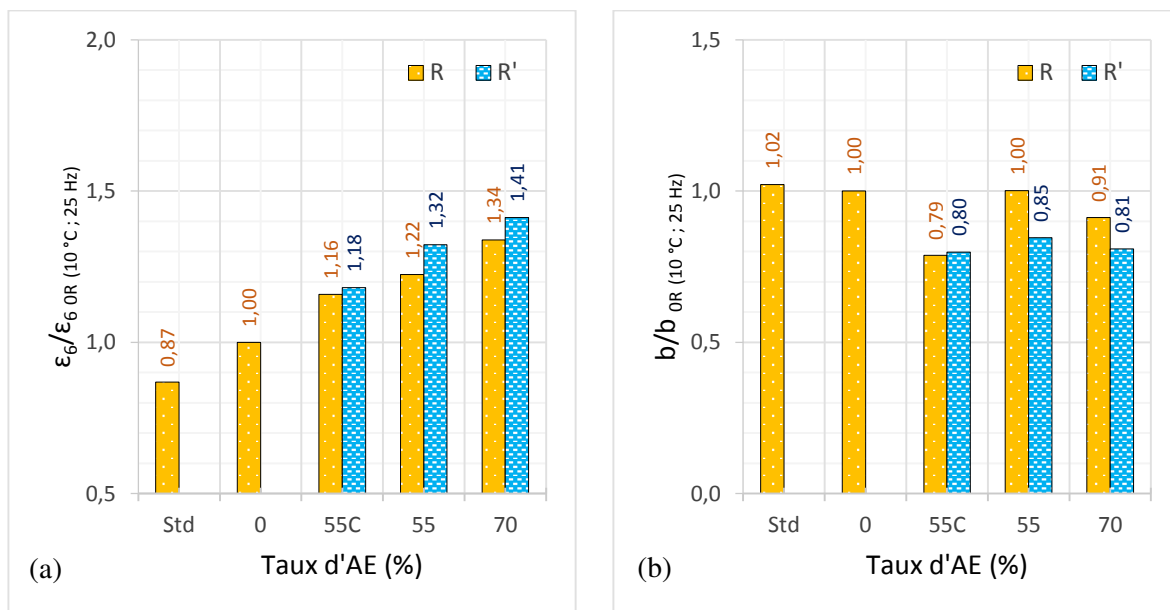 2,0
1,5
1,0
0,5
ε6/ε6 0R (10 °C ; 25 Hz)
R R'
0,87
1,00
1,16
1,18
1,22
1,32
1,34
1,41
Std 0 55C 55 70
Taux d'AE (%)
(a)
1,5
1,0
0,5
0,0
b/b 0R (10 °C ; 25 Hz)
R R'
1,02
1,00
0,79
0,80
1,00
0,85
0,91
0,81
Std 0 55C 55 70
Taux d'AE (%)
(b)